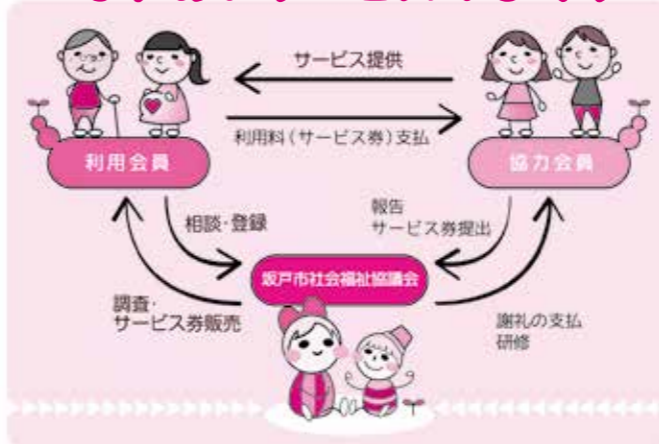 サービス提供
利用料(サービス券)支払
利用会員
協力会員
相談・登録
報告
サービス券提出
坂戸市社会福祉協議会
調査・
サービス券販売
謝礼の支払
研修